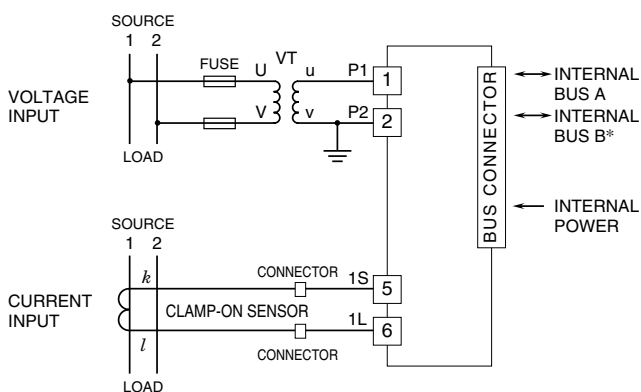 SOURCE
1 2
FUSE
VT
U
u
P1
1
V
v
P2
2
VOLTAGE
INPUT
LOAD
BUS CONNECTOR
INTERNAL
BUS A
INTERNAL
BUS B*
INTERNAL
POWER
SOURCE
1 2
k
CONNECTOR
1S
5
CURRENT
INPUT
CLAMP-ON SENSOR
l
1L
6
CONNECTOR
LOAD